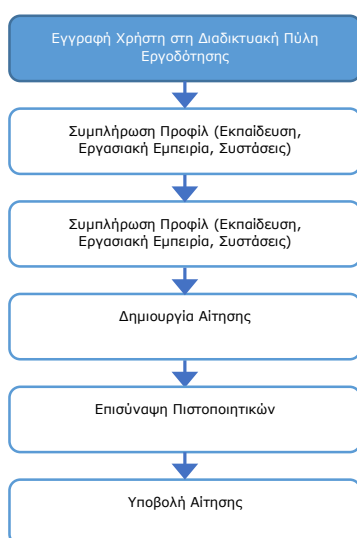 Εγγραφή Χρήστη στη Διαδικτυακή Πύλη
Εργοδότησης
Συμπλήρωση Προφίλ (Εκπαίδευση,
Εργασιακή Εμπειρία, Συστάσεις)
Συμπλήρωση Προφίλ (Εκπαίδευση,
Εργασιακή Εμπειρία, Συστάσεις)
Δημιουργία Αίτησης
Επισύναψη Πιστοποιητικών
Υποβολή Αίτησης